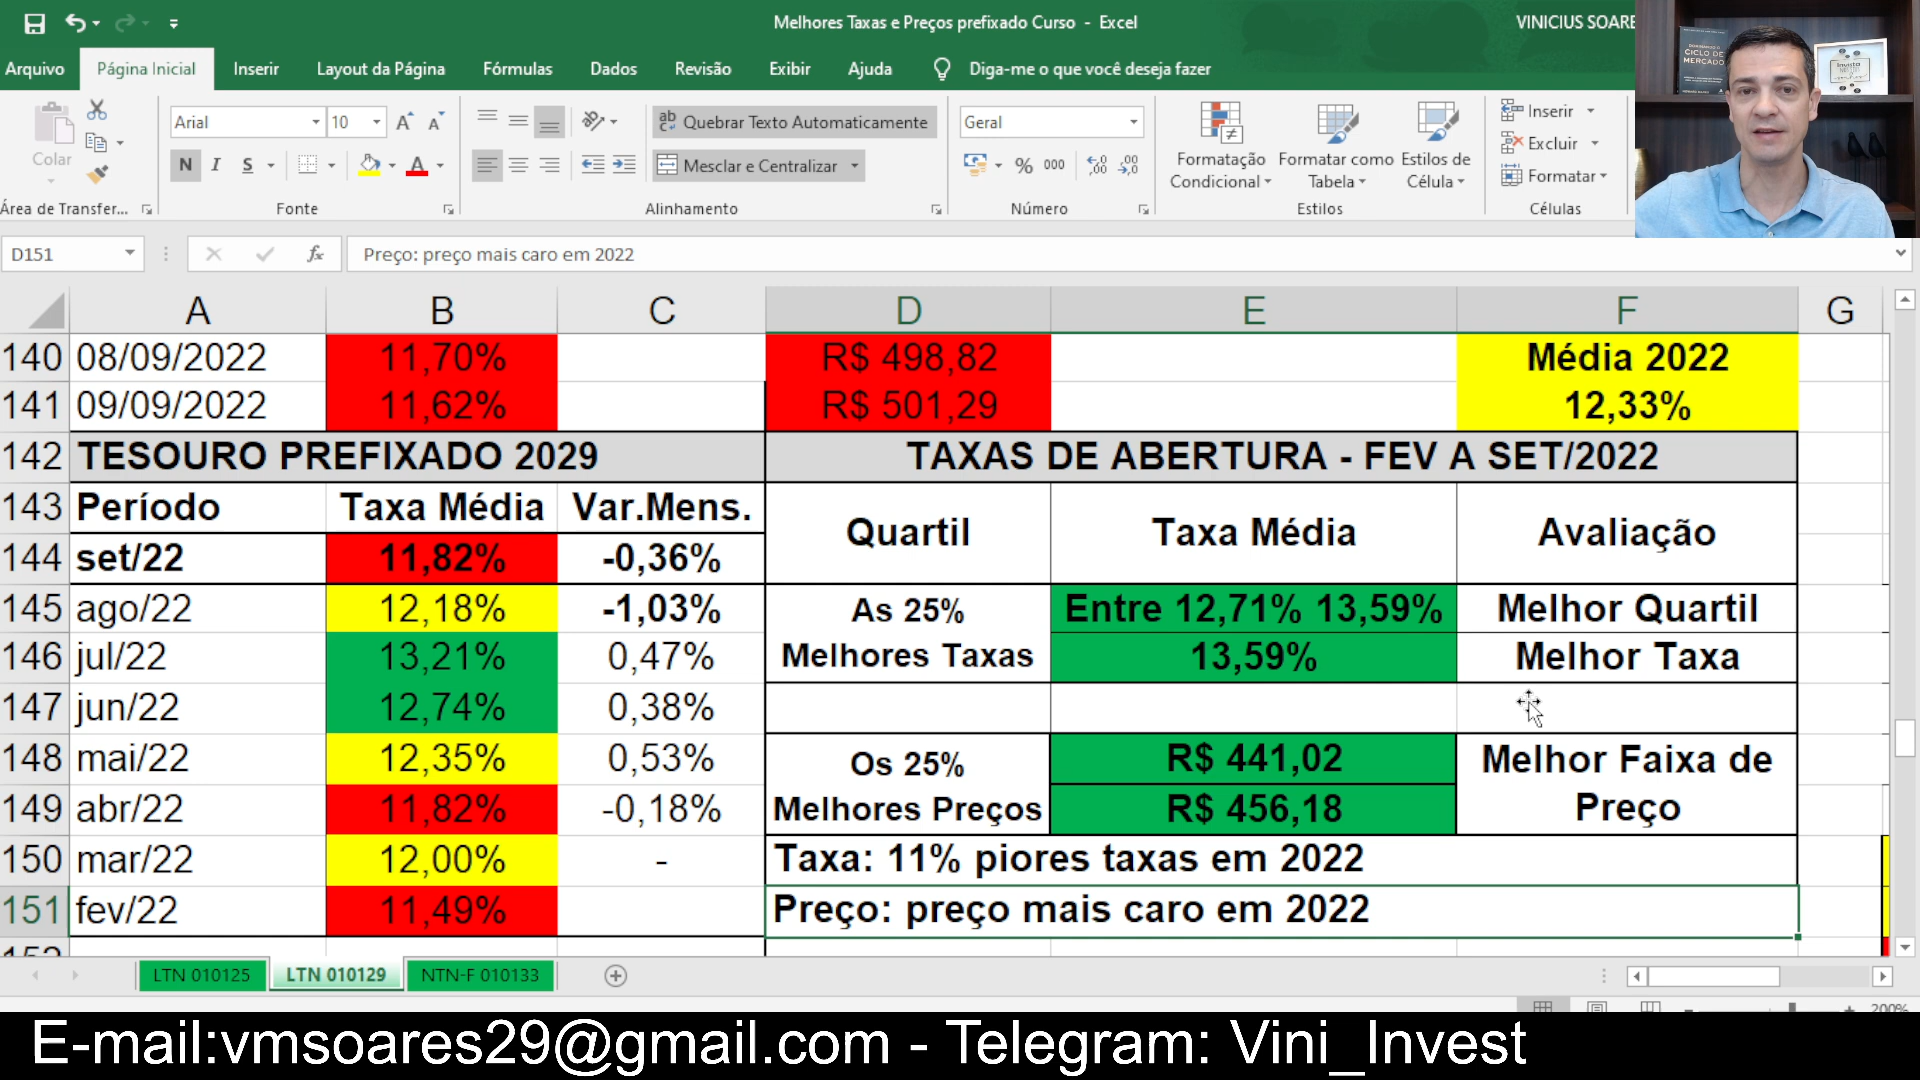 Melhores Taxas e Preços prefixado Curso - Excel
VINICIUS SOARE
Arquivo Página Inicial Inserir Layout da Página Fórmulas Dados Revisão Exibir Ajuda Diga-me o que você deseja fazer
CICLO DE MERCADO
Colar
Área de Transfer...
Arial 10
N I S
Fonte
Quebrar Texto Automaticamente
Mesclar e Centralizar
Alinhamento
Geral
% 000
Número
Formatação Condicional
Formatar como Tabela
Estilos de Célula
Estilos
Inserir
Excluir
Formatar
Células
D151 fx Preço: preço mais caro em 2022
A B C D E F G
140 08/09/2022 11,70% R$ 498,82 Média 2022
141 09/09/2022 11,62% R$ 501,29 12,33%
142 TESOURO PREFIXADO 2029 TAXAS DE ABERTURA - FEV A SET/2022
143 Período Taxa Média Var.Mens. Quartil Taxa Média Avaliação
144 set/22 11,82% -0,36%
145 ago/22 12,18% -1,03% As 25% Entre 12,71% 13,59% Melhor Quartil
146 jul/22 13,21% 0,47% Melhores Taxas 13,59% Melhor Taxa
147 jun/22 12,74% 0,38%
148 mai/22 12,35% 0,53% Os 25% R$ 441,02 Melhor Faixa de
149 abr/22 11,82% -0,18% Melhores Preços R$ 456,18 Preço
150 mar/22 12,00% - Taxa: 11% piores taxas em 2022
151 fev/22 11,49% Preço: preço mais caro em 2022
LTN 010125 LTN 010129 NTN-F 010133
200%
E-mail:vmsoares29@gmail.com - Telegram: Vini_Invest